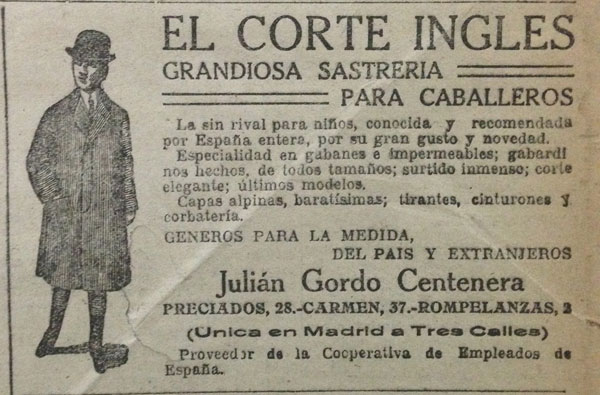 EL CORTE INGLES
GRANDIOSA SASTRERIA
PARA CABALLEROS
La sin rival para niños, conocida y recomendada
por España entera, por su gran gusto y novedad.
Especialidad en gabanes e impermeables; gabardi
nos hechos, de todos tamaños; surtido inmenso; corte
elegante; últimos modelos.
Capas alpinas, baratísimas; tirantes, cinturones y
corbatería.
GENEROS PARA LA MEDIDA,
DEL PAIS Y EXTRANJEROS
Julián Gordo Centenera
PRECIADOS, 28.-CARMEN, 37.-ROMPELANZAS, 2
(Unica en Madrid a Tres Calles)
Proveedor de la Cooperativa de Empleados de
España.